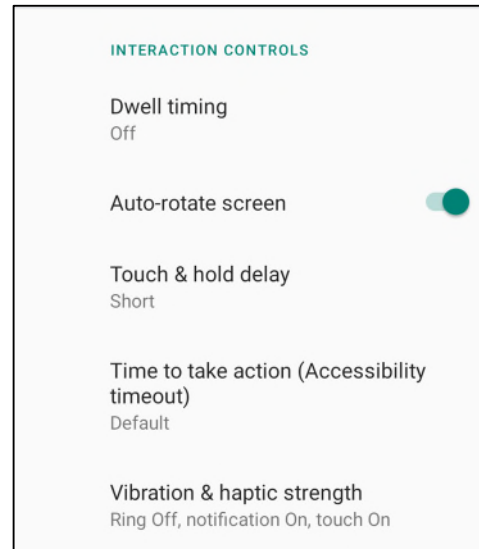 INTERACTION CONTROLS
Dwell timing
Off
Auto-rotate screen
Touch & hold delay
Short
Time to take action (Accessibility
timeout)
Default
Vibration & haptic strength
Ring Off, notification On, touch On